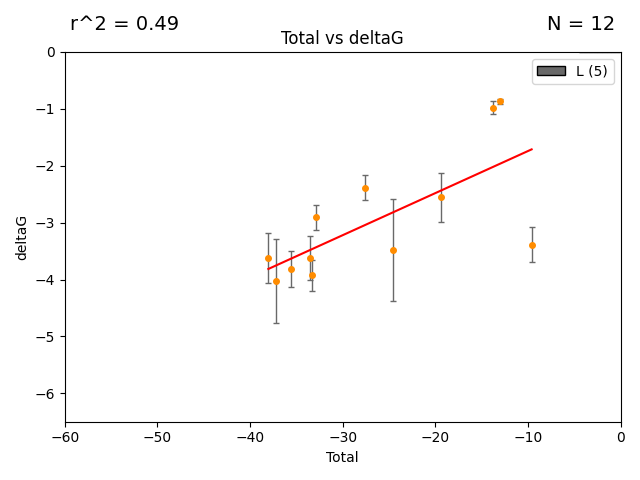 r^2 = 0.49
N = 12
Total vs deltaG
L (5)
0
−1
−2
−3
−4
−5
−6
deltaG
−60
−50
−40
−30
−20
−10
0
Total